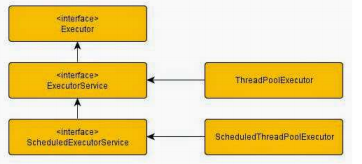 <interface>
Executor
<interface>
ExecutorService
ThreadPoolExecutor
<interface>
ScheduledExecutorService
ScheduledThreadPoolExecutor